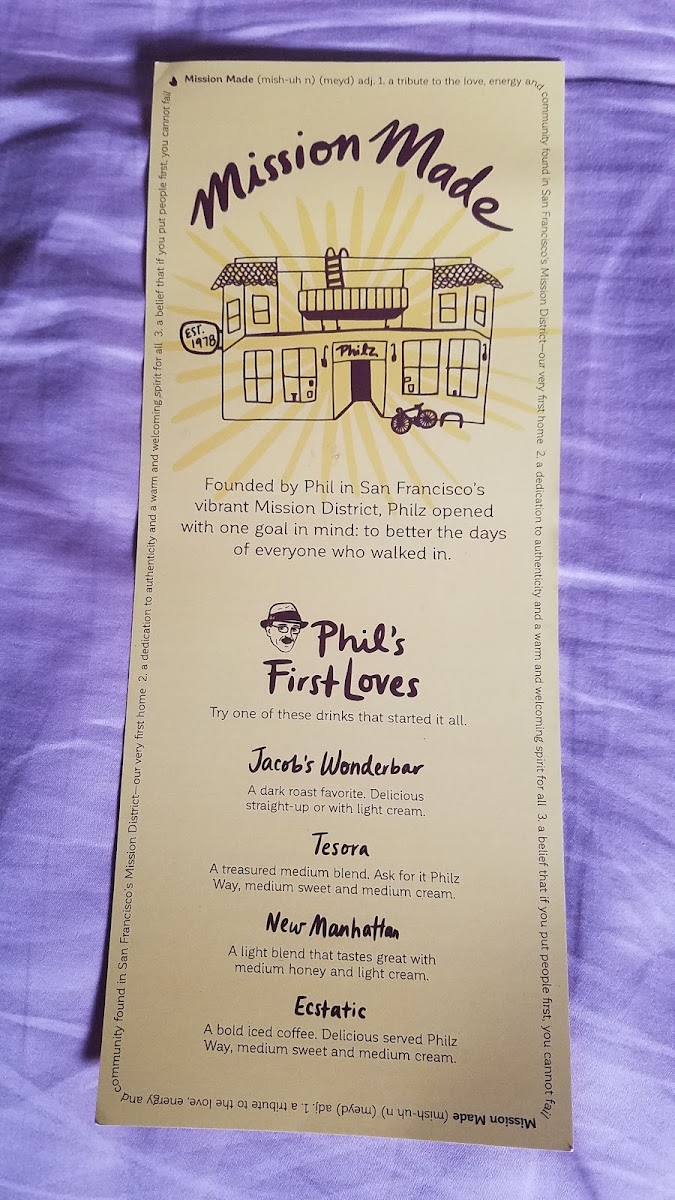 Mission Made (mish-uh n) (meyd) adj. 1. a tribute to the love, energy and community found in San Francisco's Mission District—our very first home 2. a dedication to authenticity and a warm and welcoming spirit for all 3. a belief that if you put people first, you cannot fail
Mission Made
EST.
1978
Philz
Founded by Phil in San Francisco's
vibrant Mission District, Philz opened
with one goal in mind: to better the days
of everyone who walked in.
Phil's
First Loves
Try one of these drinks that started it all.
Jacob's Wonderbar
A dark roast favorite. Delicious
straight-up or with light cream.
Tesora
A treasured medium blend. Ask for it Philz
Way, medium sweet and medium cream.
New Manhattan
A light blend that tastes great with
medium honey and light cream.
Ecstatic
A bold iced coffee. Delicious served Philz
Way, medium sweet and medium cream.
Mission Made (mish-uh n) (meyd) adj. 1. a tribute to the love, energy and community found in San Francisco's Mission District—our very first home 2. a dedication to authenticity and a warm and welcoming spirit for all 3. a belief that if you put people first, you cannot fail